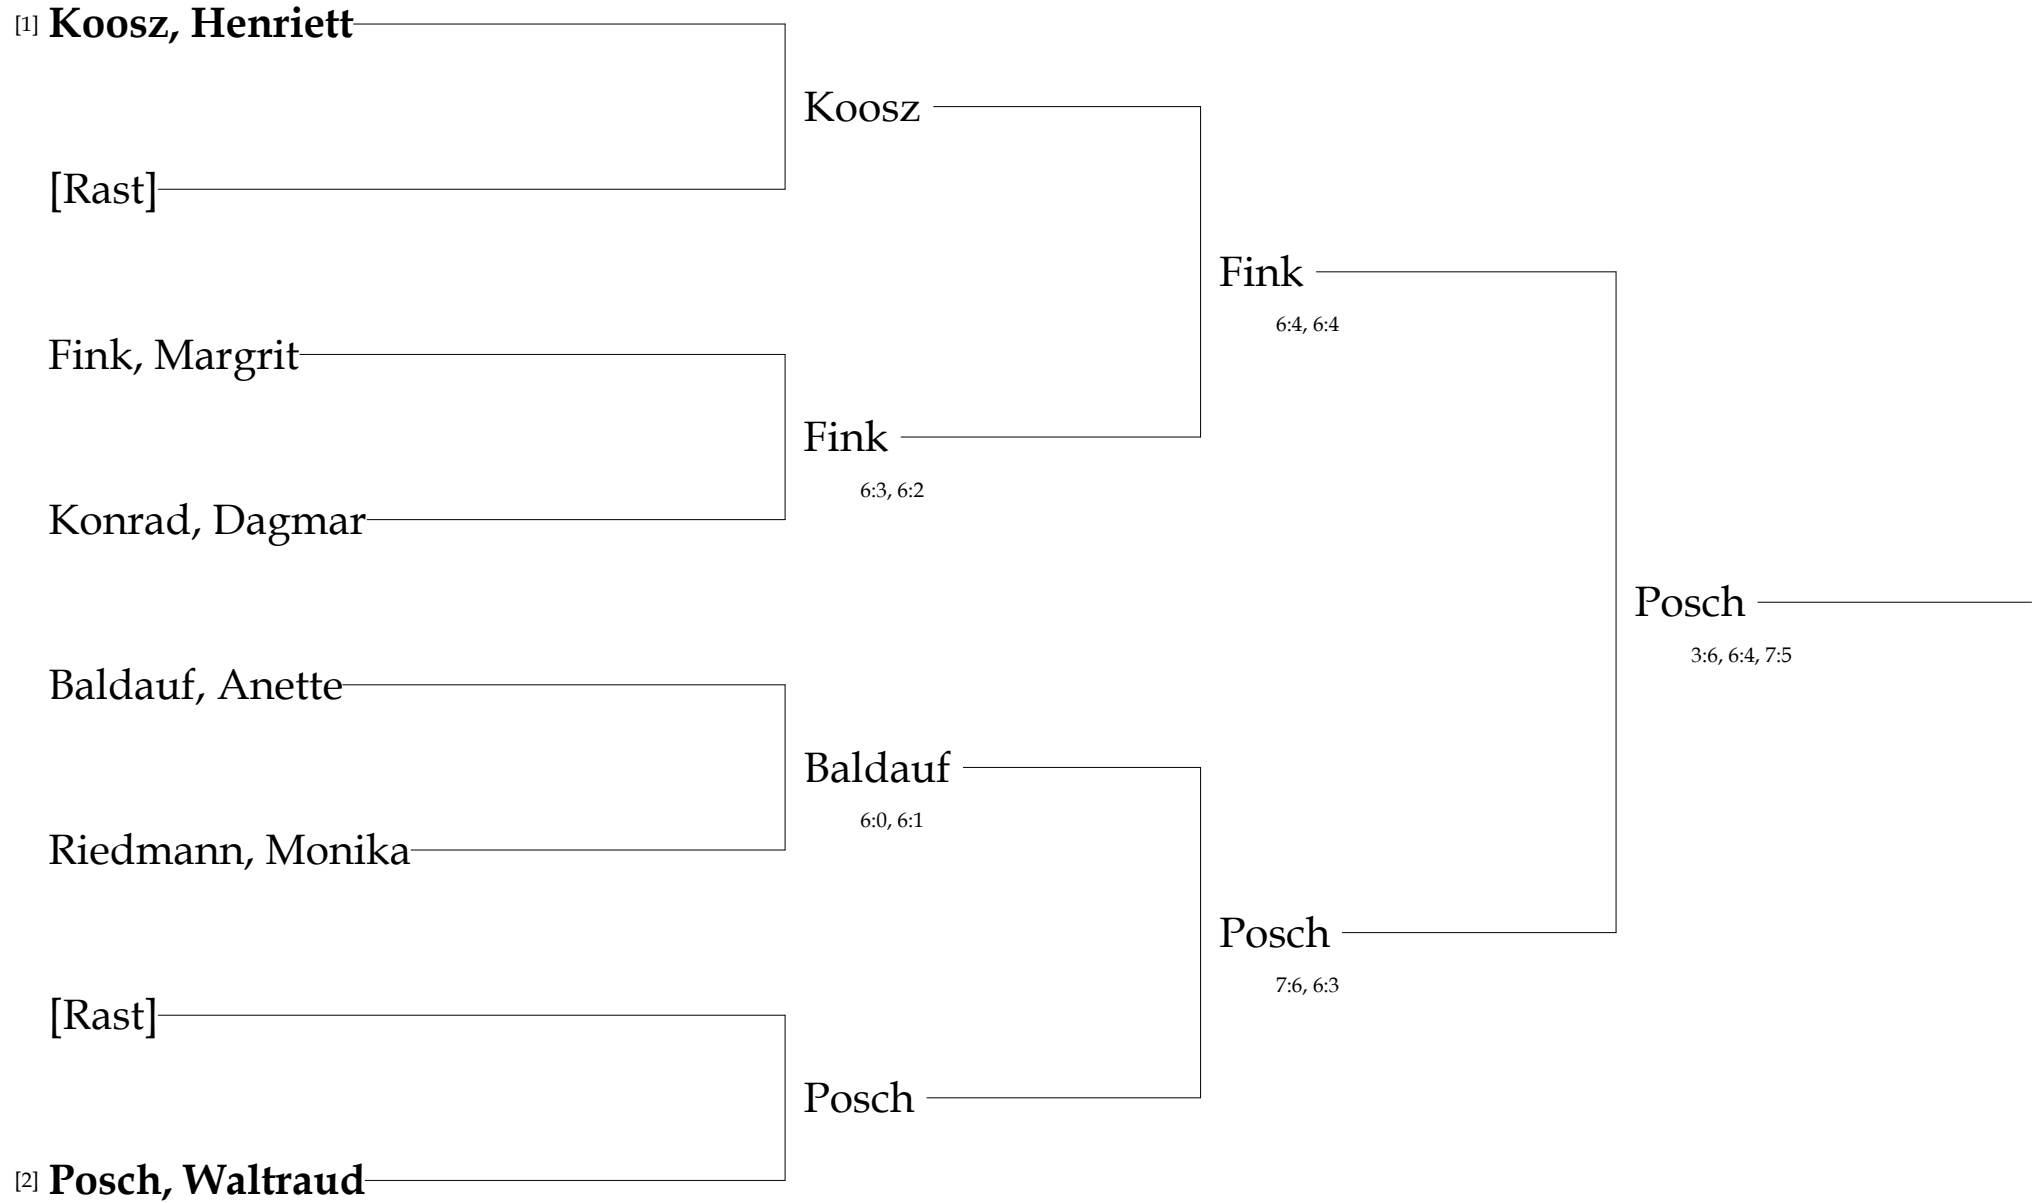 [1] Koosz, Henriett
Koosz
[Rast]
Fink
6:4, 6:4
Fink, Margrit
Fink
6:3, 6:2
Konrad, Dagmar
Posch
3:6, 6:4, 7:5
Baldauf, Anette
Baldauf
6:0, 6:1
Riedmann, Monika
Posch
7:6, 6:3
[Rast]
Posch
[2] Posch, Waltraud